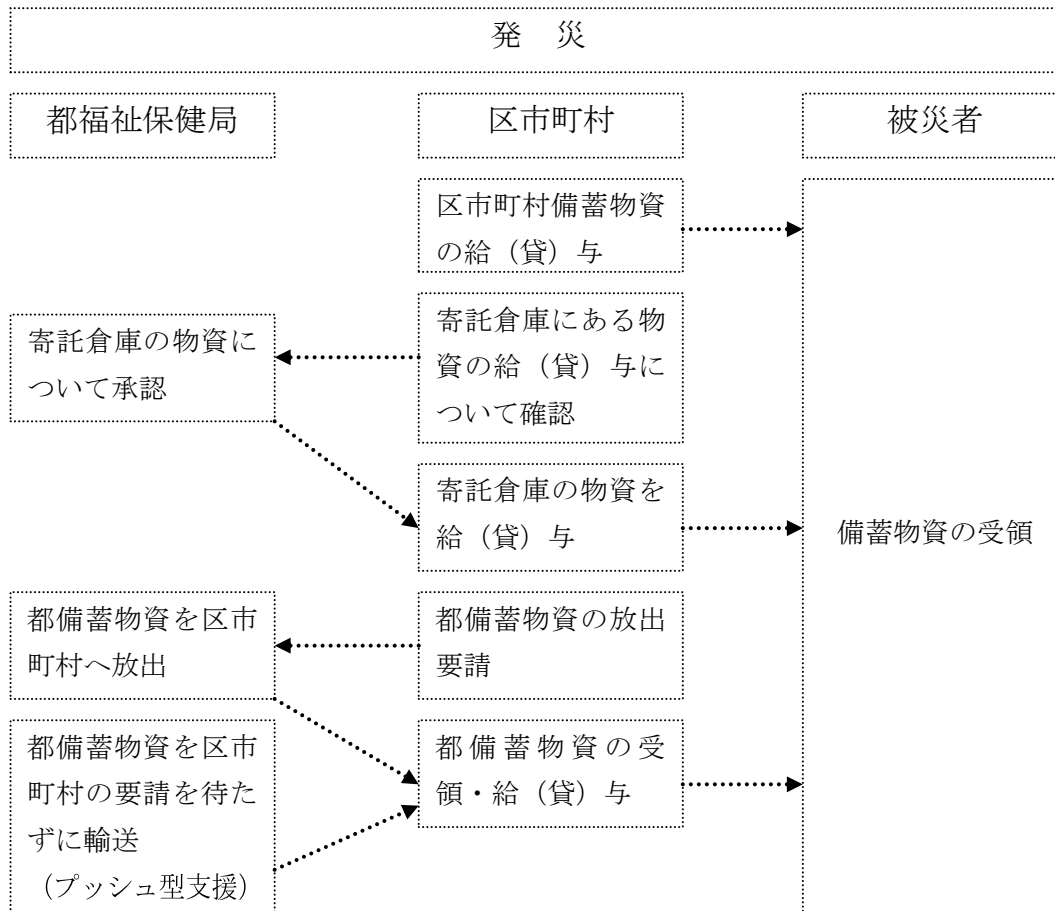 発　災
都福祉保健局
区市町村
被災者
区市町村備蓄物資
の給（貸）与
寄託倉庫の物資に
ついて承認
寄託倉庫にある物
資の給（貸）与に
ついて確認
寄託倉庫の物資を
給（貸）与
備蓄物資の受領
都備蓄物資を区市
町村へ放出
都備蓄物資の放出
要請
都備蓄物資を区市
町村の要請を待た
ずに輸送
（プッシュ型支援）
都備蓄物資の受
領・給（貸）与